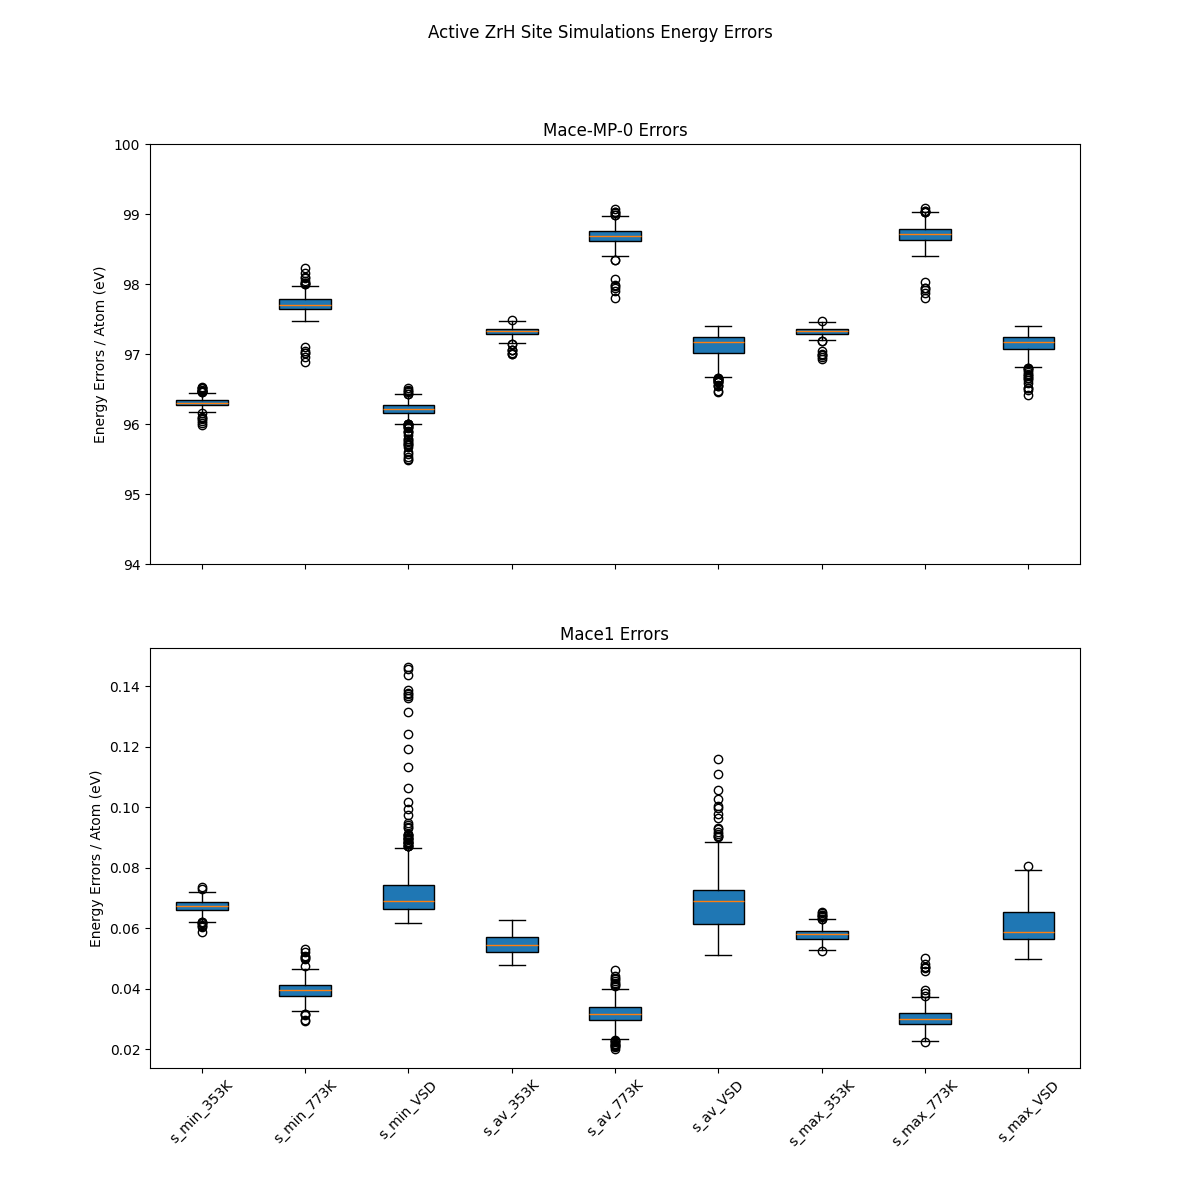 Active ZrH Site Simulations Energy Errors
Mace-MP-0 Errors
100
99
98
97
96
95
94
Energy Errors / Atom (eV)
Mace1 Errors
0.14
0.12
0.10
0.08
0.06
0.04
0.02
Energy Errors / Atom (eV)
s_min_353K
s_min_773K
s_min_VSD
s_av_353K
s_av_773K
s_av_VSD
s_max_353K
s_max_773K
s_max_VSD